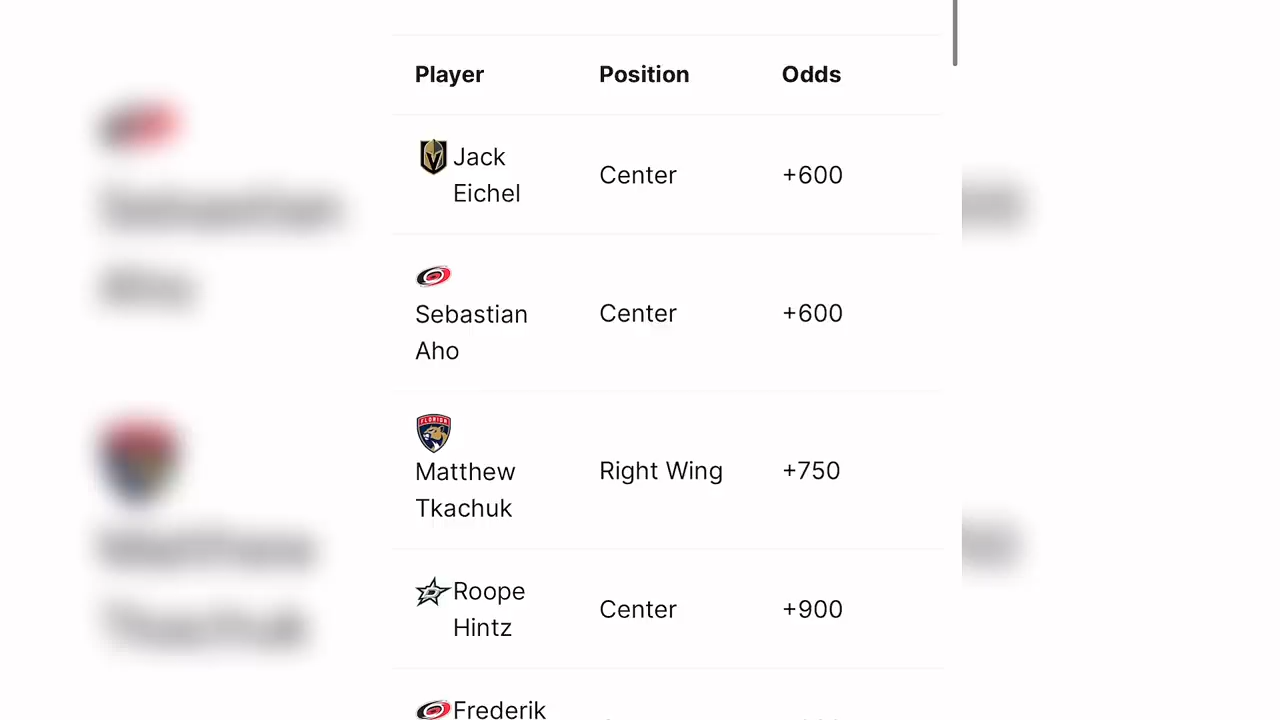 Player Position Odds
Jack
Eichel
Center +600
Sebastian
Aho
Center +600
FLORIDA
Matthew
Tkachuk
Right Wing +750
Roope
Hintz
Center +900
Frederik